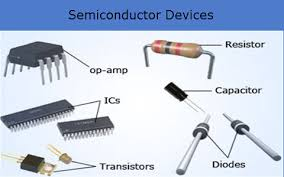 Semiconductor Devices
Resistor
op-amp
ICs
Capacitor
Transistors
Diodes